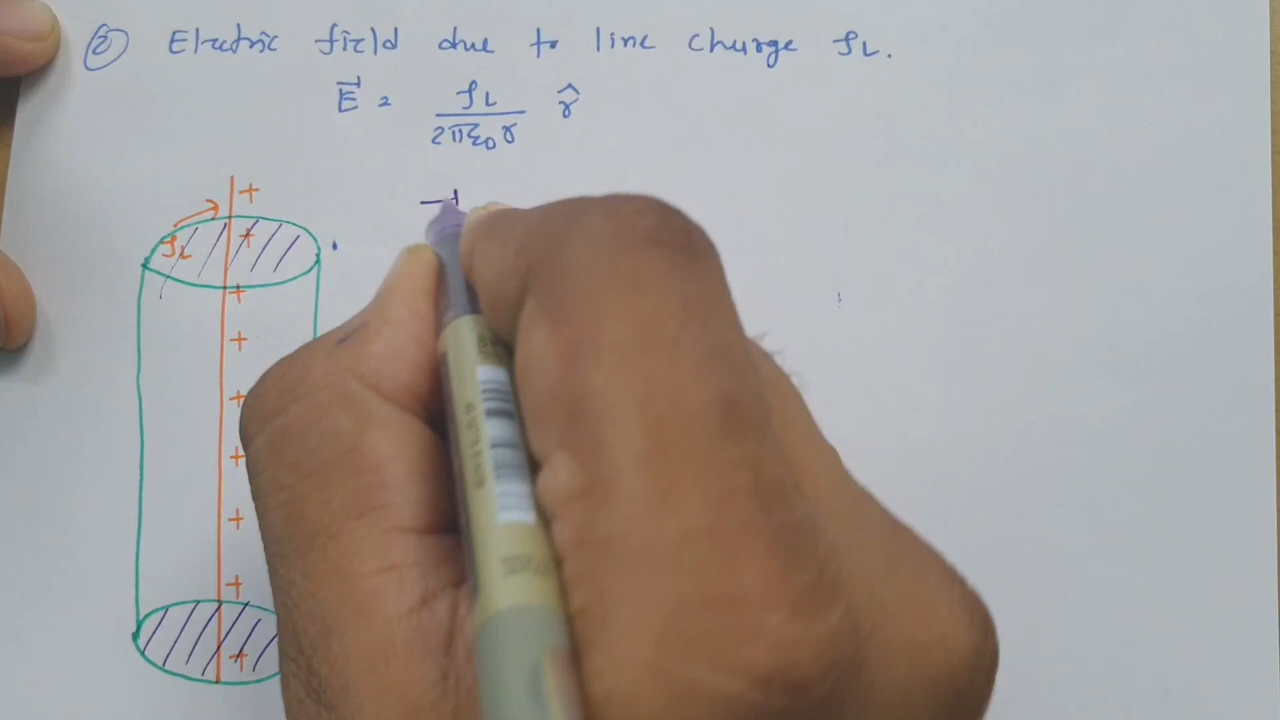 ② Electric field due to line charge ρL.
E⃗ = ρL / 2πε0r r̂
+
ρL +
+
+
+
+
+
+
+